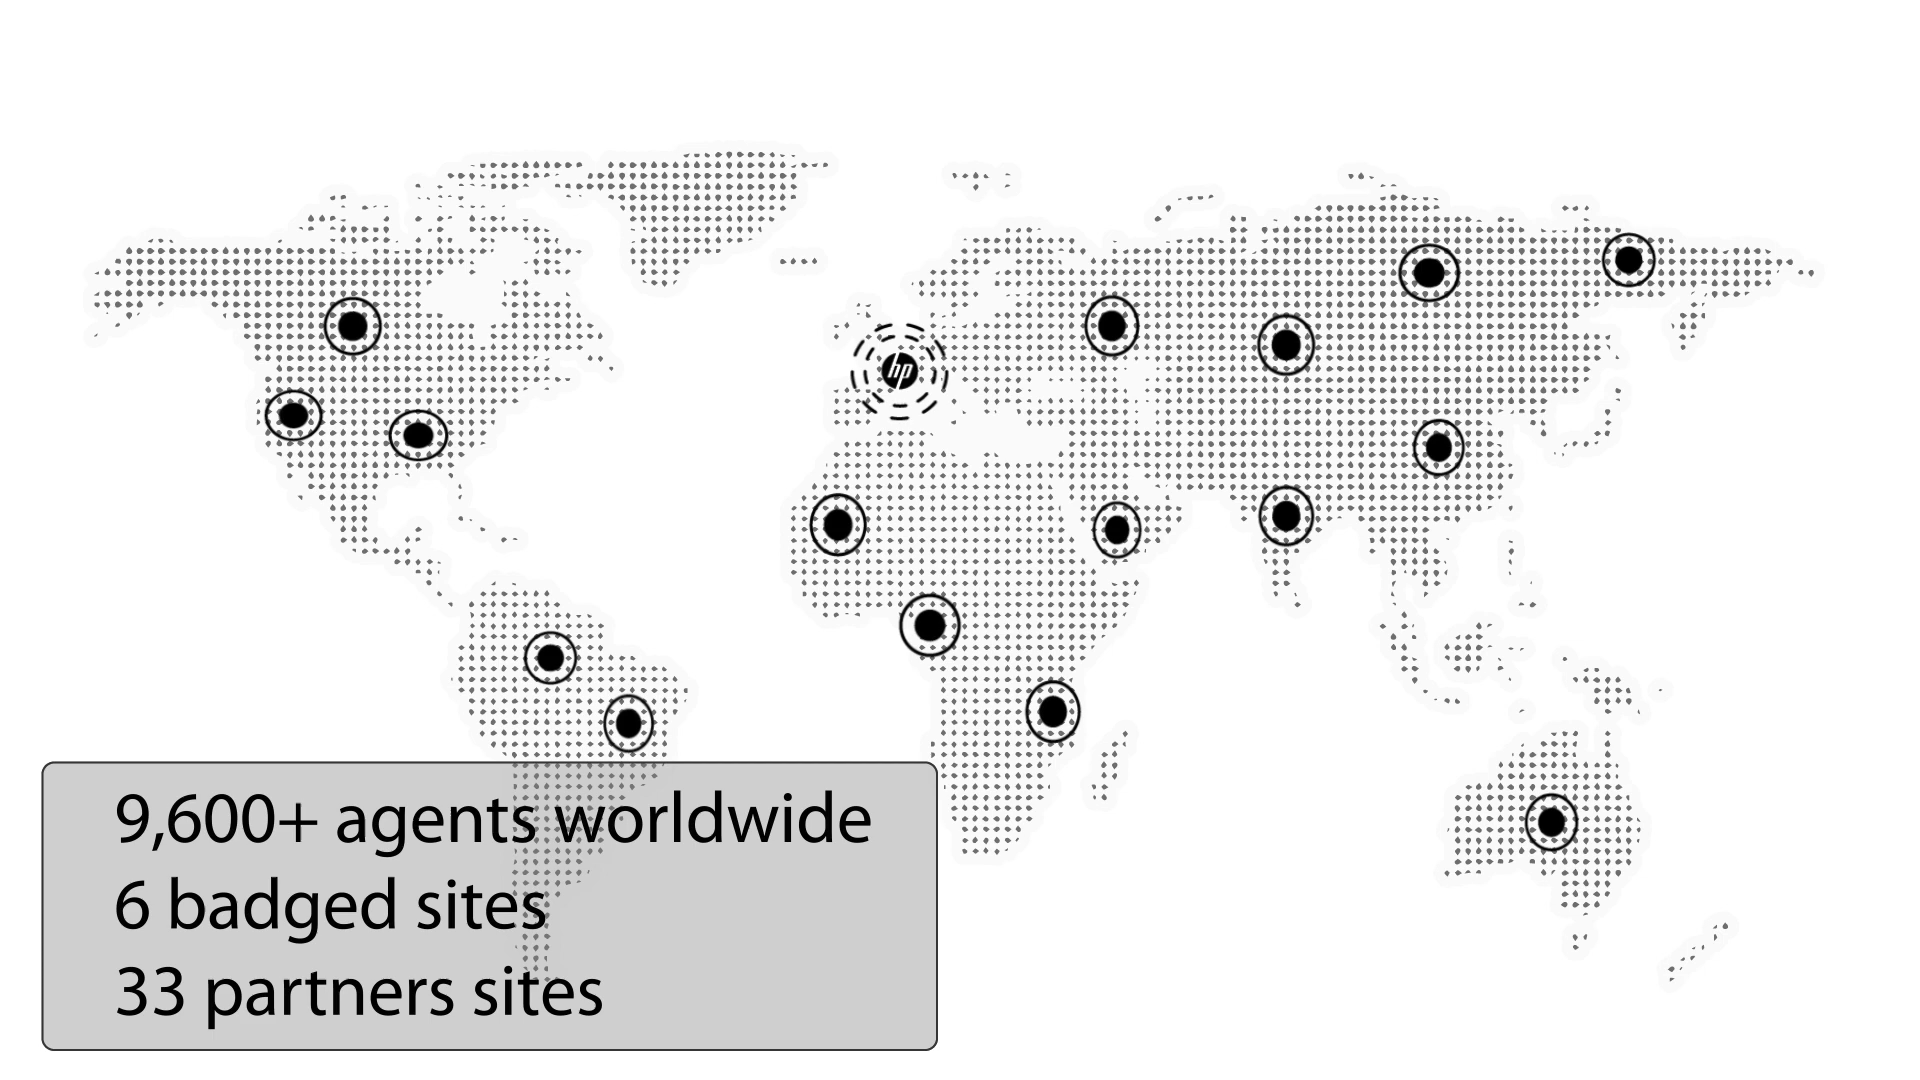 hp
9,600+ agents worldwide
6 badged sites
33 partners sites